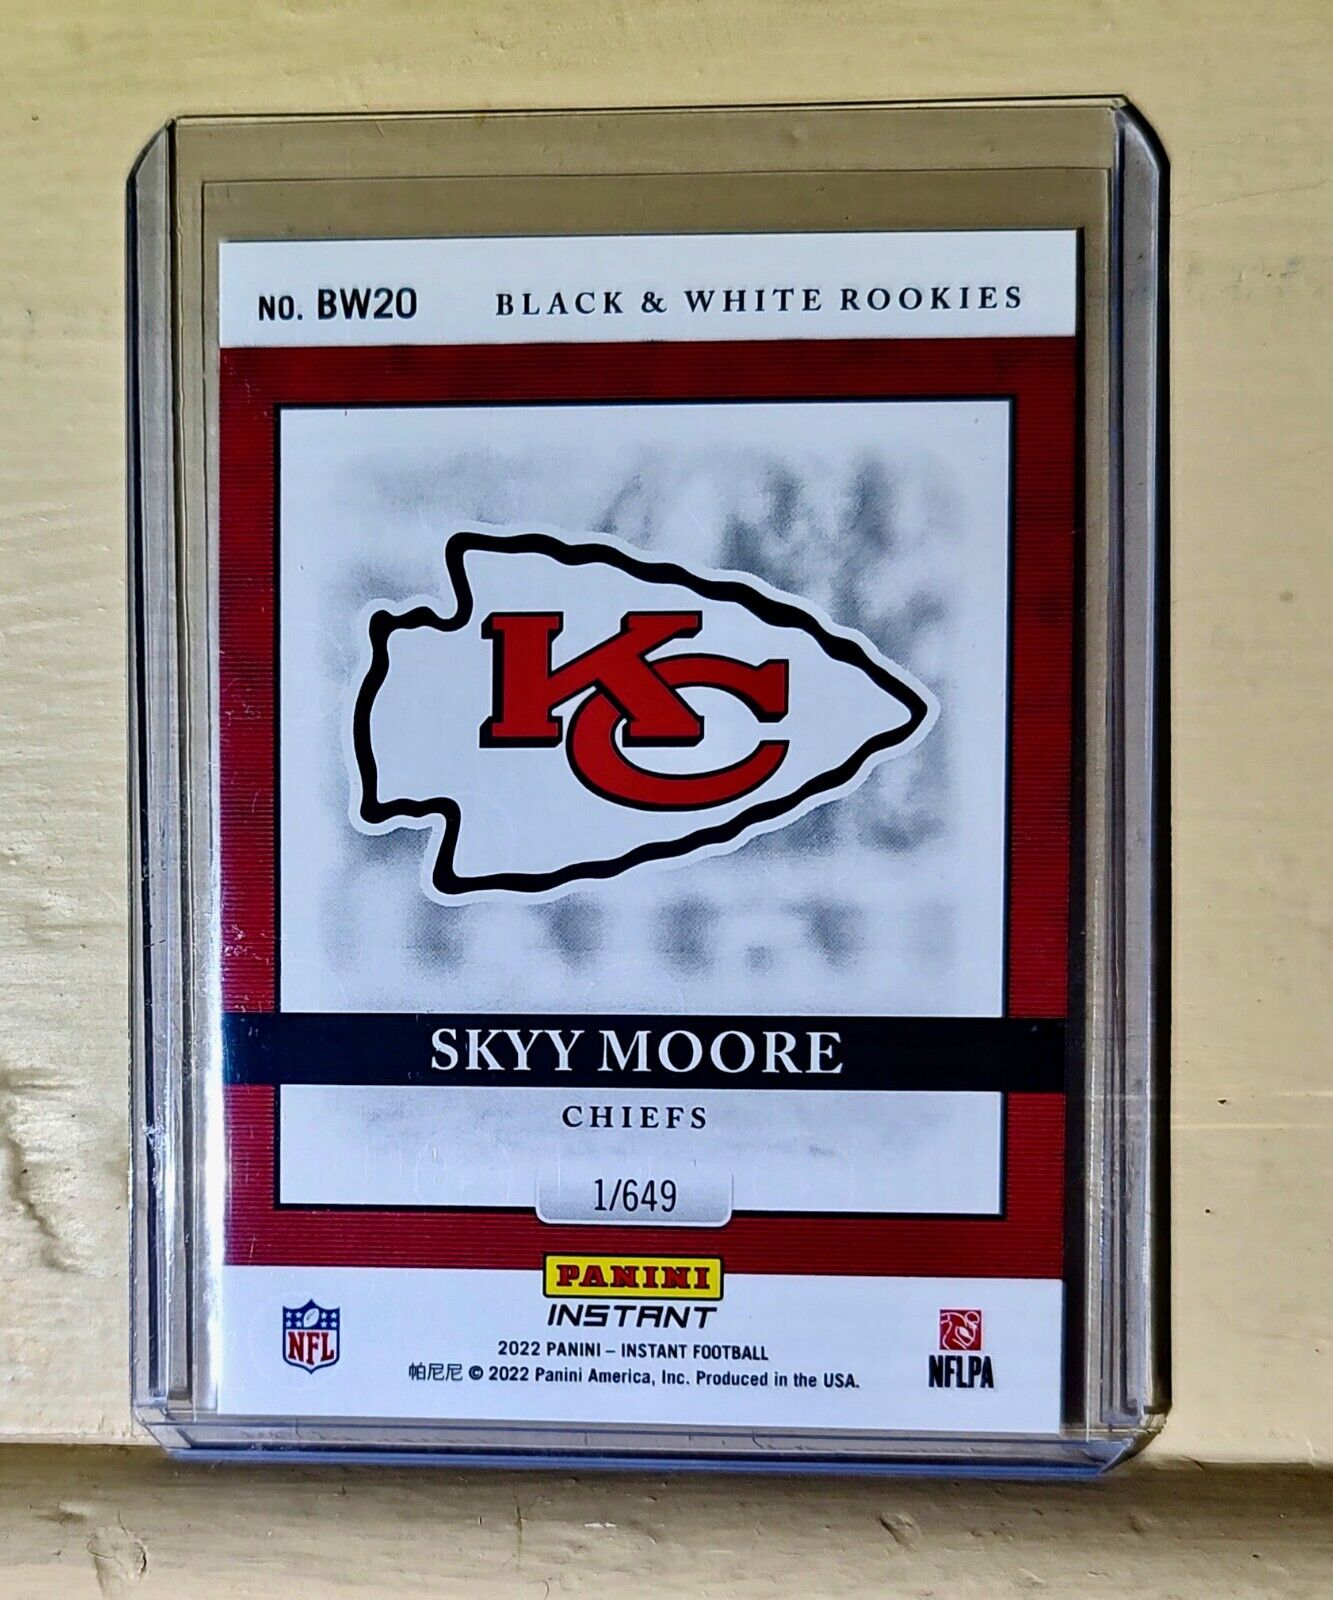 NO. BW20 BLACK & WHITE ROOKIES
KC
SKYY MOORE
CHIEFS
1/649
PANINI
INSTANT
2022 PANINI – INSTANT FOOTBALL
帕尼尼 © 2022 Panini America, Inc. Produced in the USA.
NFL
NFLPA